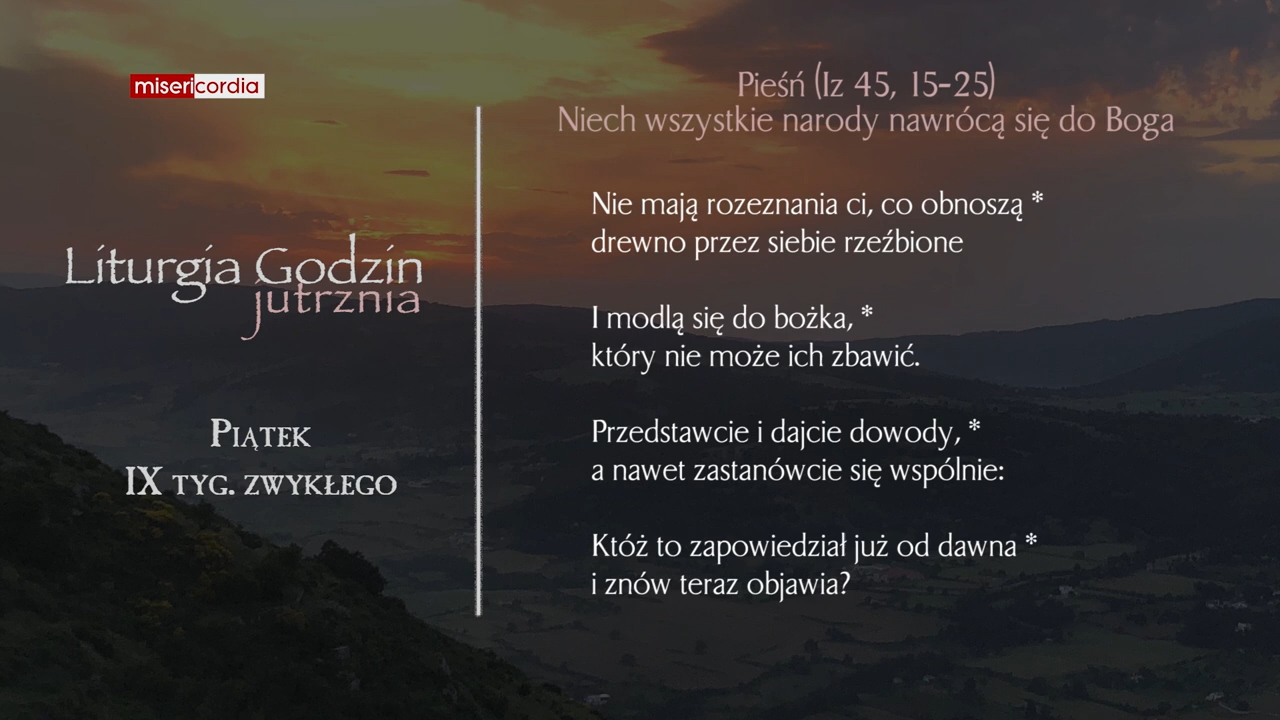 misericordia
Liturgia Godzin
jutrznia
Piątek
IX tyg. zwykłego
Pieśń (Iz 45, 15-25)
Niech wszystkie narody nawrócą się do Boga
Nie mają rozeznania ci, co obnoszą *
drewno przez siebie rzeźbione
I modlą się do bożka, *
który nie może ich zbawić.
Przedstawcie i dajcie dowody, *
a nawet zastanówcie się wspólnie:
Któż to zapowiedział już od dawna *
i znów teraz objawia?